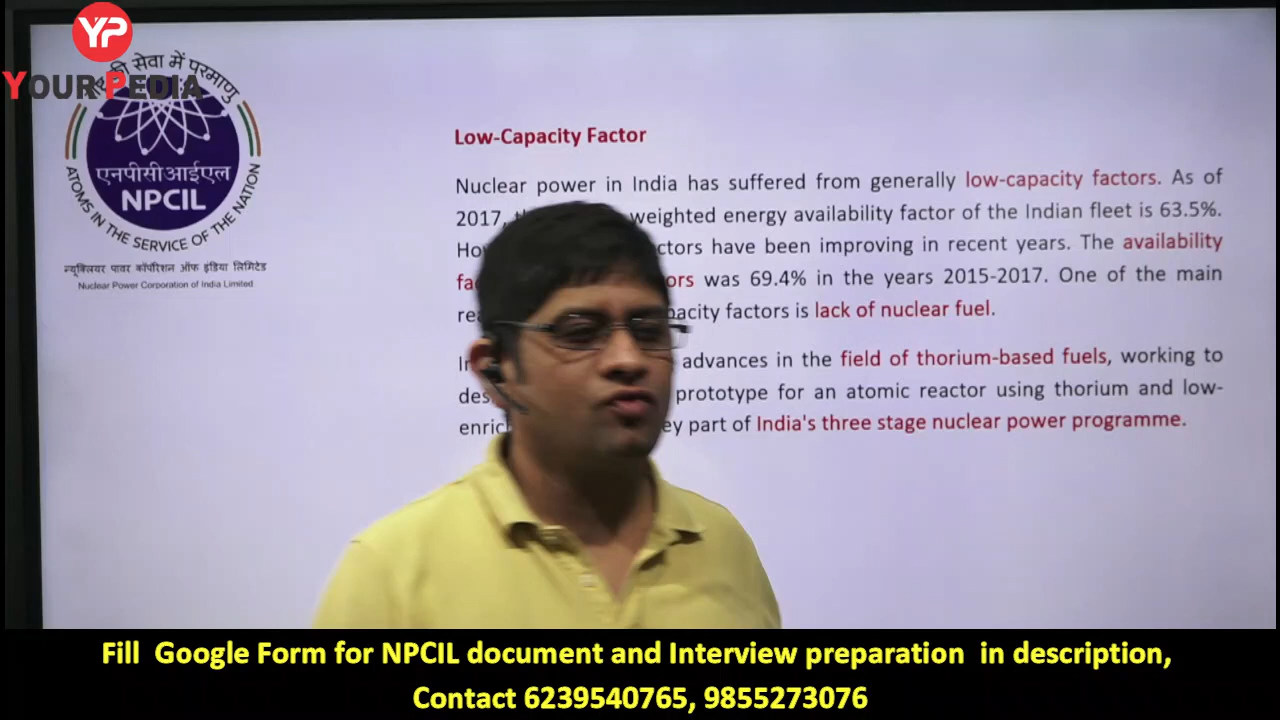 YP
YOUR PEDIA
की सेवा में परमाणु
एनपीसीआईएल
NPCIL
ATOMS IN THE SERVICE OF THE NATION
न्यूक्लियर पावर कॉर्पोरेशन ऑफ इंडिया लिमिटेड
Nuclear Power Corporation of India Limited
Low-Capacity Factor
Nuclear power in India has suffered from generally low-capacity factors. As of
2017, weighted energy availability factor of the Indian fleet is 63.5%.
have been improving in recent years. The availability
was 69.4% in the years 2015-2017. One of the main
factors is lack of nuclear fuel.
advances in the field of thorium-based fuels, working to
prototype for an atomic reactor using thorium and low-
part of India's three stage nuclear power programme.
Fill Google Form for NPCIL document and Interview preparation in description,
Contact 6239540765, 9855273076